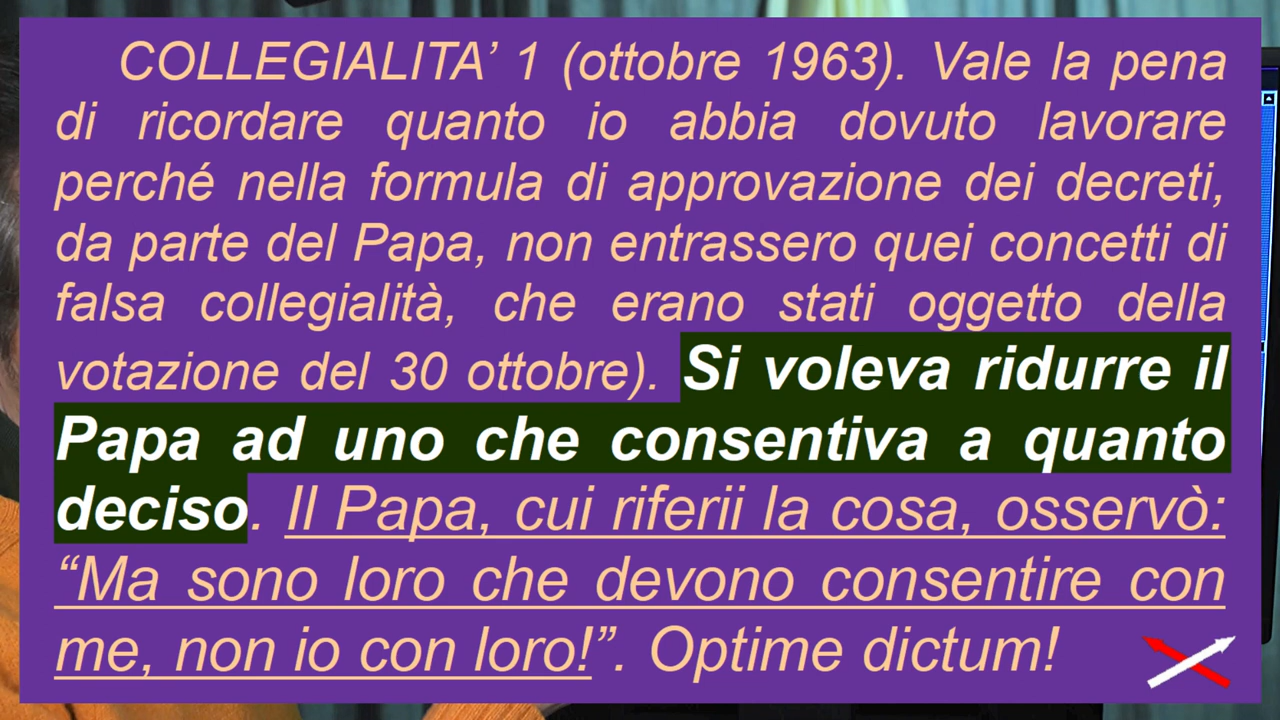 COLLEGIALITA’ 1 (ottobre 1963). Vale la pena
di ricordare quanto io abbia dovuto lavorare
perché nella formula di approvazione dei decreti,
da parte del Papa, non entrassero quei concetti di
falsa collegialità, che erano stati oggetto della
votazione del 30 ottobre). Si voleva ridurre il
Papa ad uno che consentiva a quanto
deciso. Il Papa, cui riferii la cosa, osservò:
“Ma sono loro che devono consentire con
me, non io con loro!”. Optime dictum!